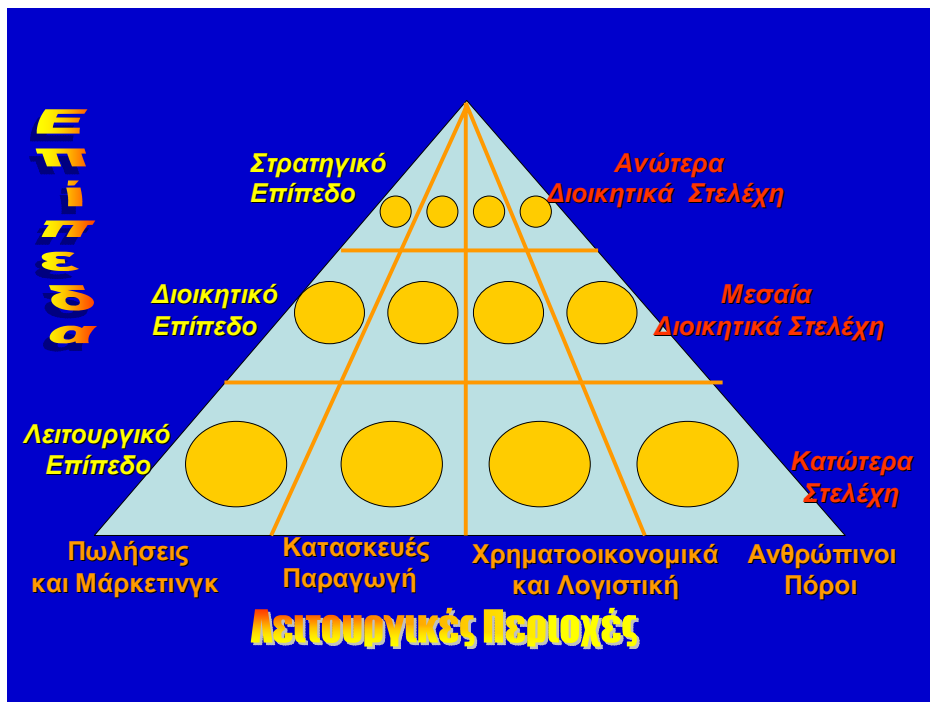 Επίπεδα
Στρατηγικό
Επίπεδο
Ανώτερα
Διοικητικά Στελέχη
Διοικητικό
Επίπεδο
Μεσαία
Διοικητικά Στελέχη
Λειτουργικό
Επίπεδο
Κατώτερα
Στελέχη
Πωλήσεις
και Μάρκετινγκ
Κατασκευές
Παραγωγή
Χρηματοοικονομικά
και Λογιστική
Ανθρώπινοι
Πόροι
Λειτουργικές Περιοχές